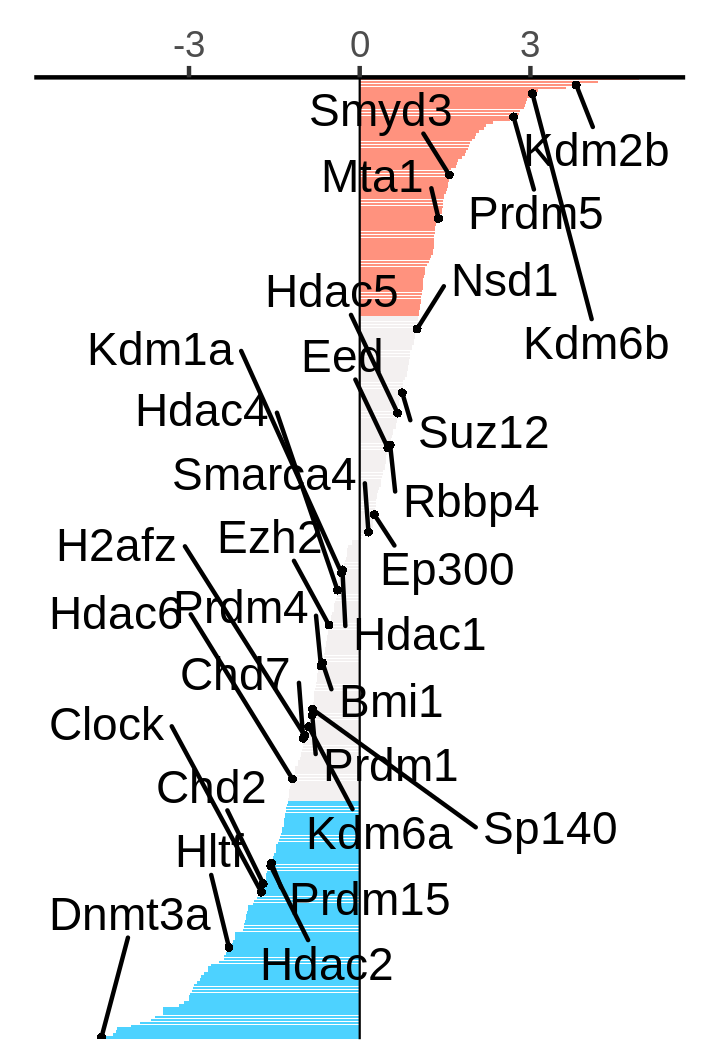 -3 0 3
Smyd3
Kdm2b
Mta1
Prdm5
Nsd1
Hdac5
Kdm6b
Kdm1a
Eed
Hdac4
Suz12
Smarca4
Rbbp4
Ezh2
H2afz
Ep300
Hdac6
Prdm4
Hdac1
Chd7
Bmi1
Clock
Prdm1
Chd2
Sp140
Kdm6a
Hltf
Prdm15
Dnmt3a
Hdac2